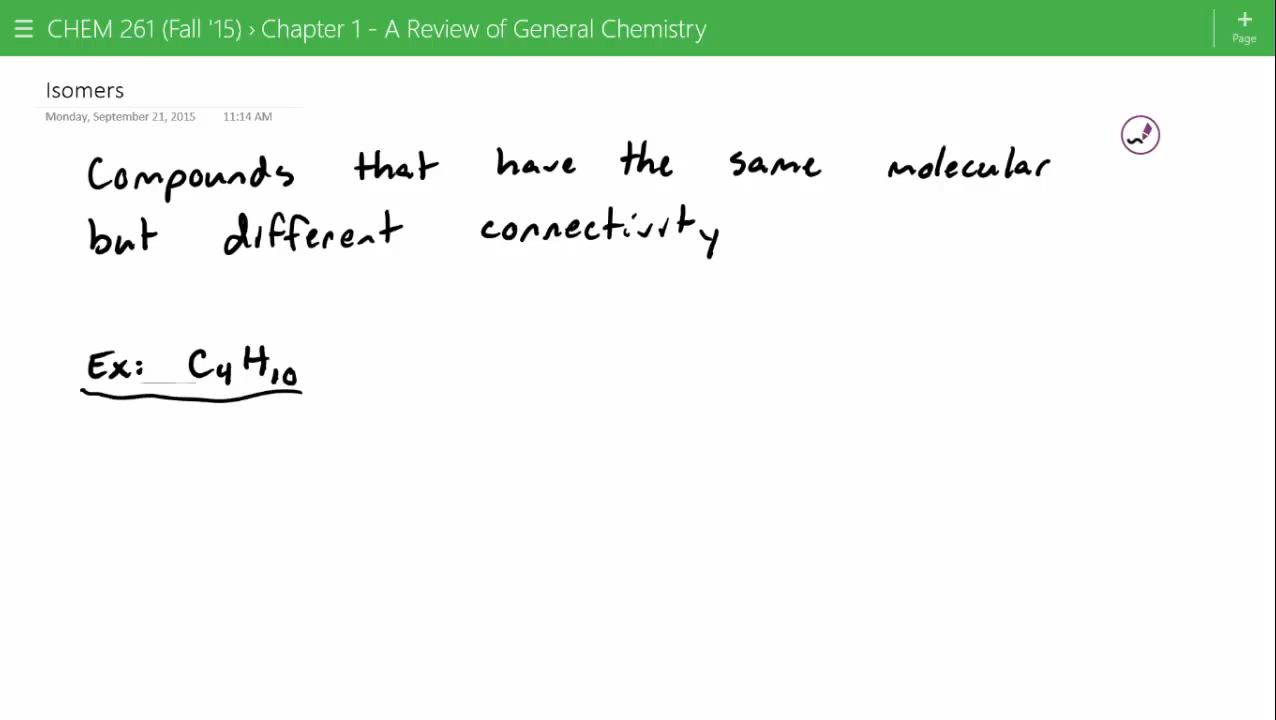 ☰ CHEM 261 (Fall '15) › Chapter 1 - A Review of General Chemistry
+
Page
Isomers
Monday, September 21, 2015 11:14 AM
Compounds that have the same molecular
but different connectivity
Ex: C₄H₁₀